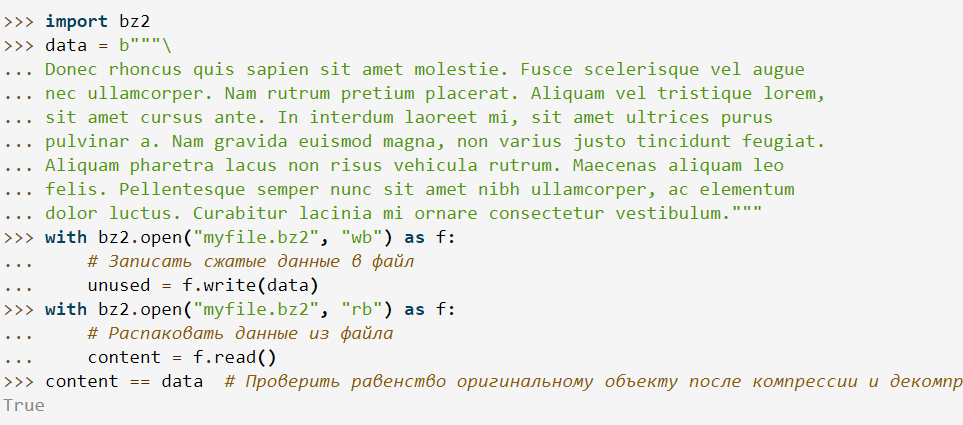 >>> import bz2
>>> data = b"""\
... Donec rhoncus quis sapien sit amet molestie. Fusce scelerisque vel augue
... nec ullamcorper. Nam rutrum pretium placerat. Aliquam vel tristique lorem,
... sit amet cursus ante. In interdum laoreet mi, sit amet ultrices purus
... pulvinar a. Nam gravida euismod magna, non varius justo tincidunt feugiat.
... Aliquam pharetra lacus non risus vehicula rutrum. Maecenas aliquam leo
... felis. Pellentesque semper nunc sit amet nibh ullamcorper, ac elementum
... dolor luctus. Curabitur lacinia mi ornare consectetur vestibulum."""
>>> with bz2.open("myfile.bz2", "wb") as f:
...     # Записать сжатые данные в файл
...     unused = f.write(data)
>>> with bz2.open("myfile.bz2", "rb") as f:
...     # Распаковать данные из файла
...     content = f.read()
>>> content == data  # Проверить равенство оригинальному объекту после компрессии и декомпр
True